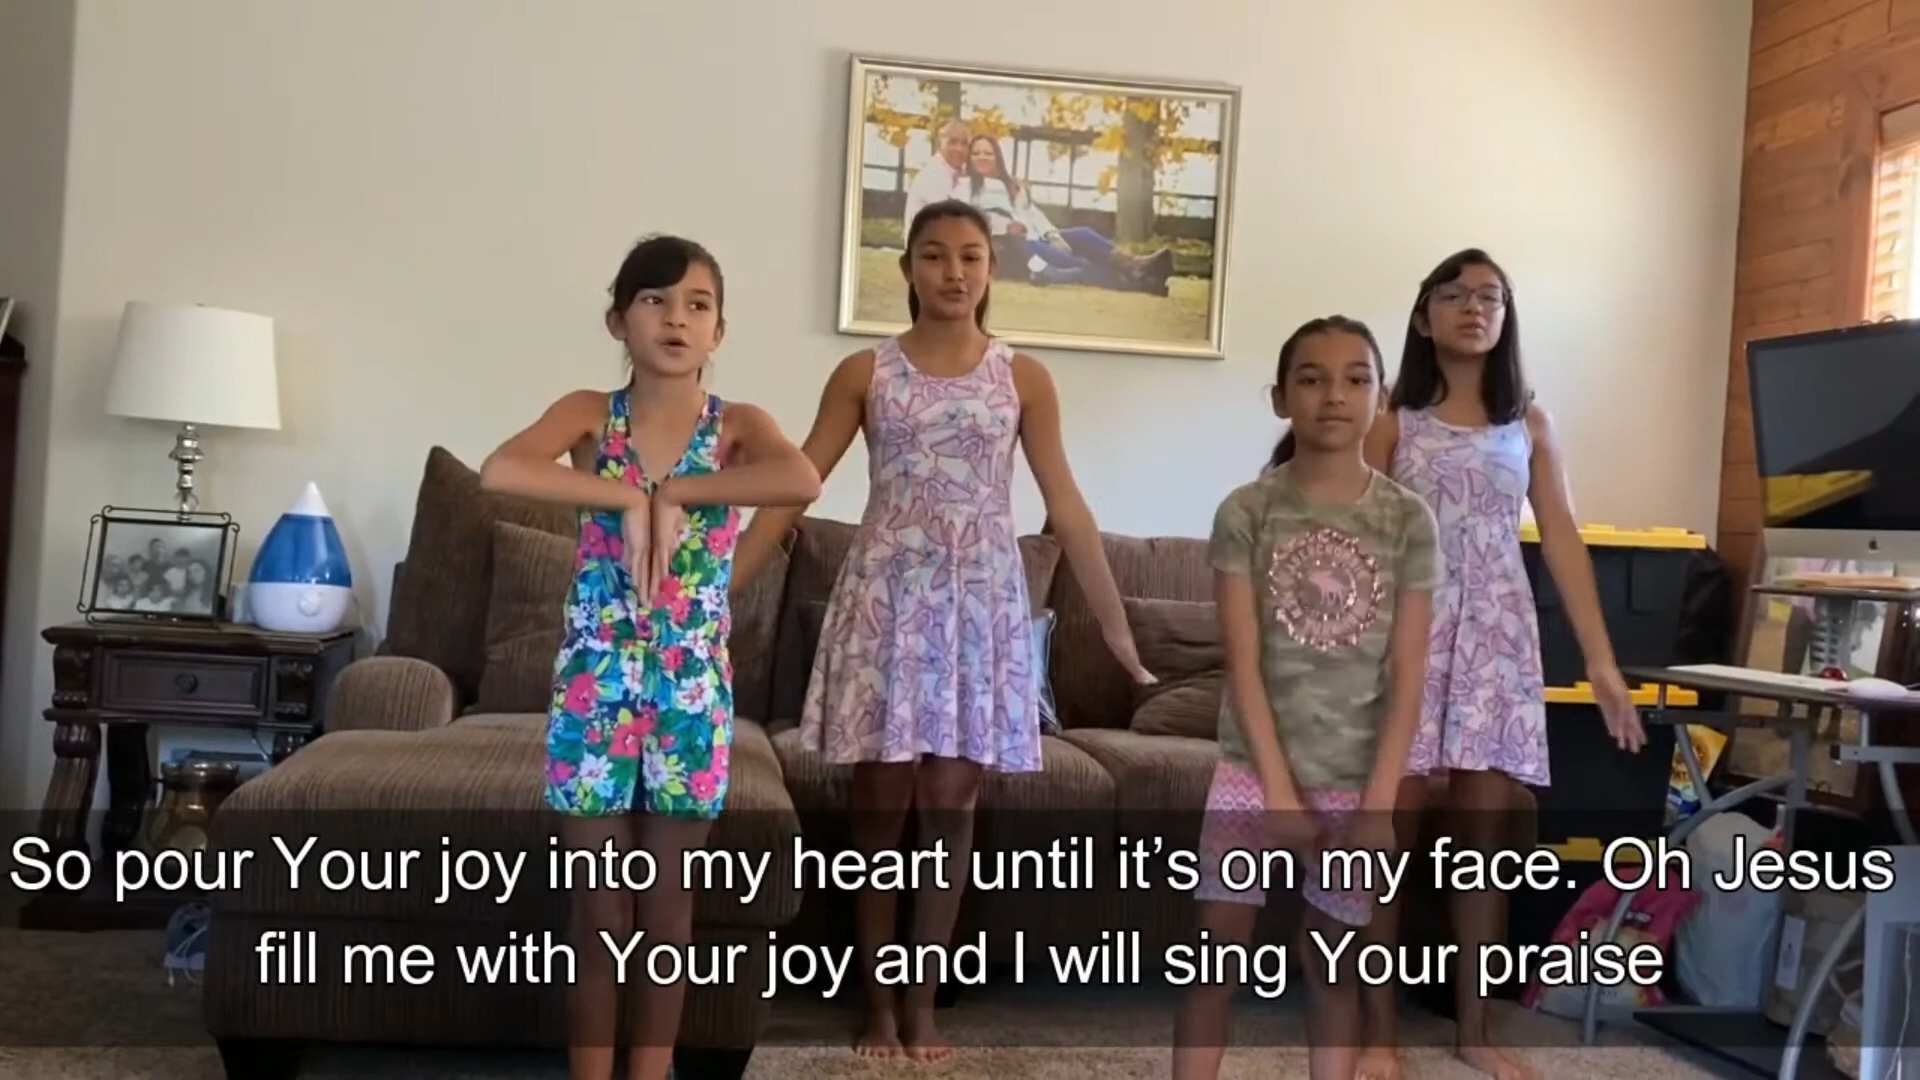 So pour Your joy into my heart until it’s on my face. Oh Jesus
fill me with Your joy and I will sing Your praise